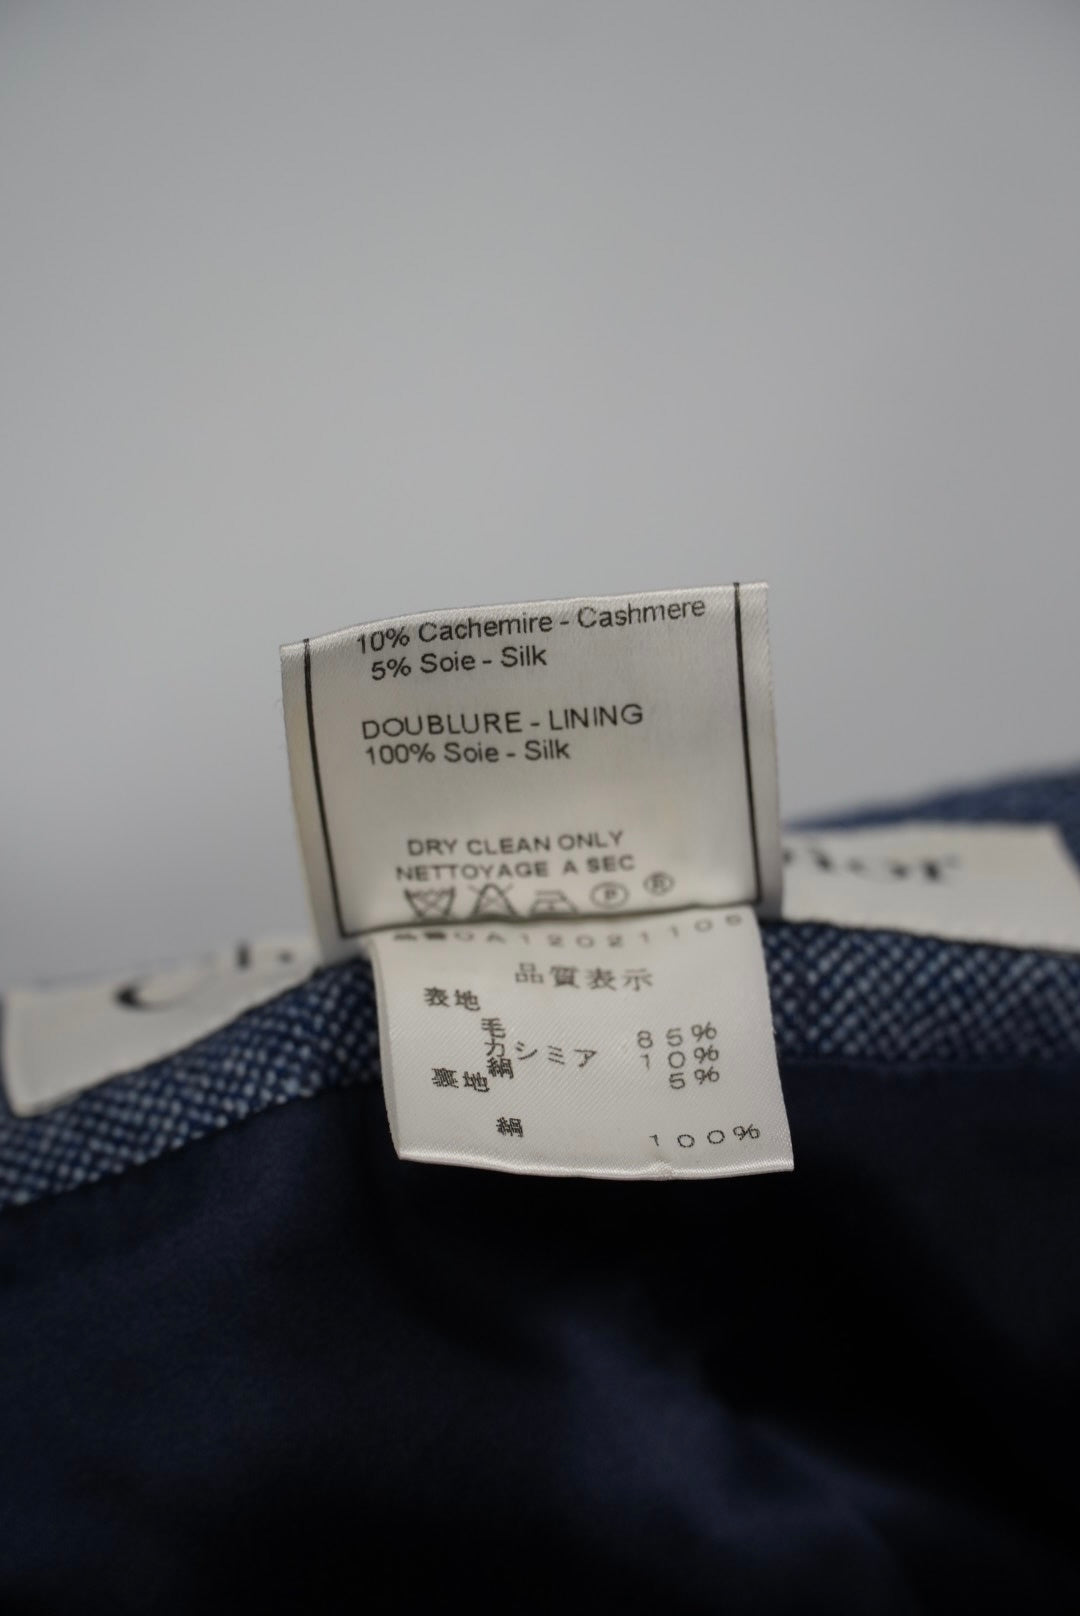 10% Cachemire - Cashmere
5% Soie - Silk
DOUBLURE - LINING
100% Soie - Silk
DRY CLEAN ONLY
NETTOYAGE A SEC
P R
A12021106
品質表示
表地
毛 85%
カシミア 10%
絹 5%
裏地
絹 100%